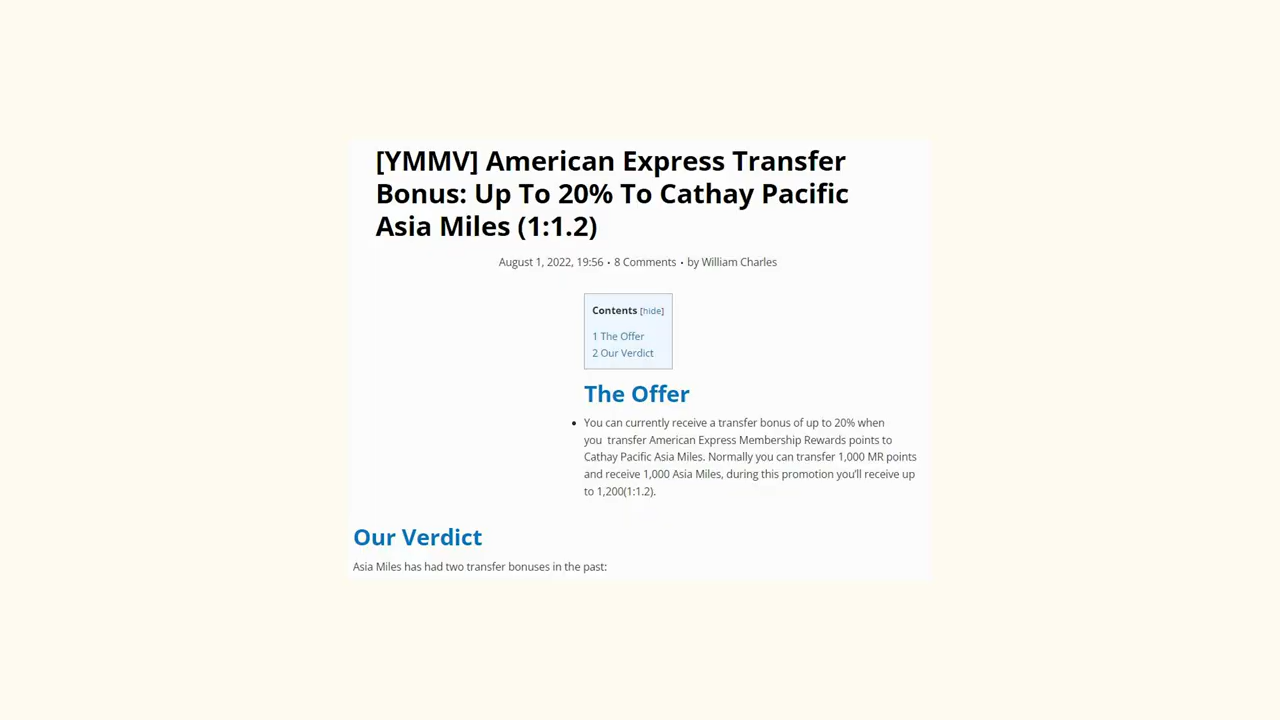 [YMMV] American Express Transfer
Bonus: Up To 20% To Cathay Pacific
Asia Miles (1:1.2)
August 1, 2022, 19:56 • 8 Comments • by William Charles
Contents [hide]
1 The Offer
2 Our Verdict
The Offer
• You can currently receive a transfer bonus of up to 20% when
you  transfer American Express Membership Rewards points to
Cathay Pacific Asia Miles. Normally you can transfer 1,000 MR points
and receive 1,000 Asia Miles, during this promotion you'll receive up
to 1,200(1:1.2).
Our Verdict
Asia Miles has had two transfer bonuses in the past: